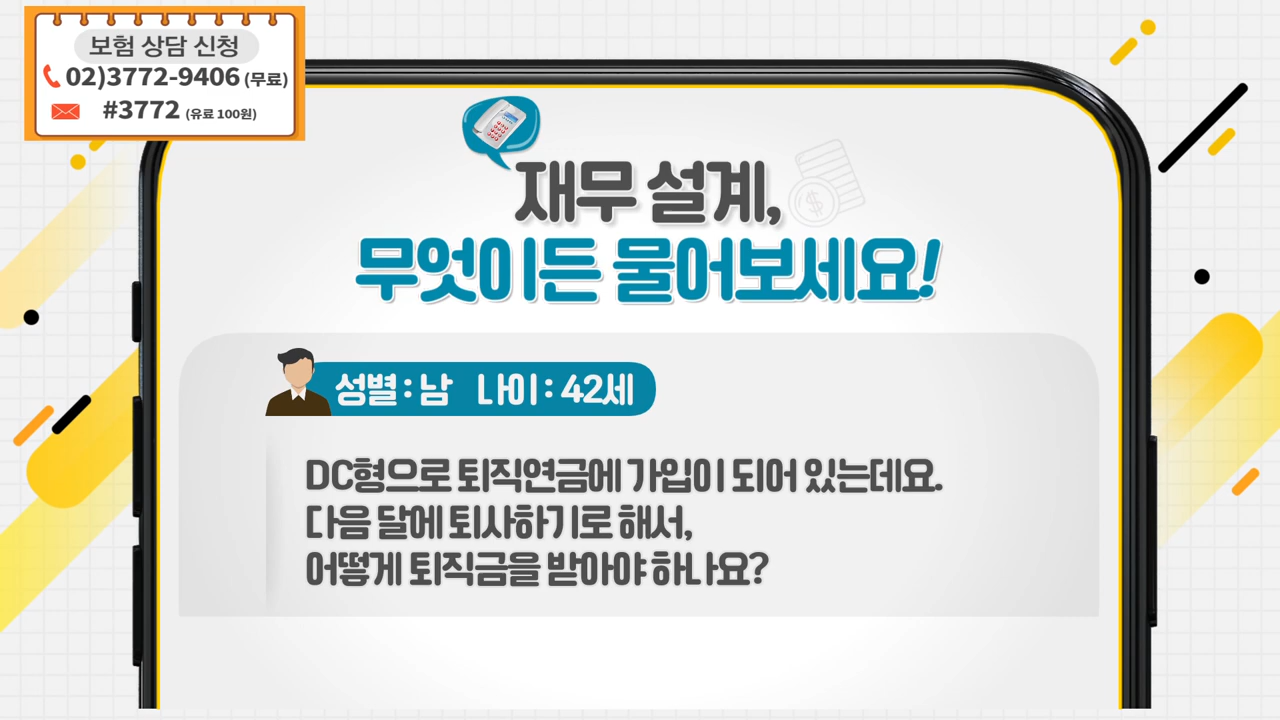 보험 상담 신청
02)3772-9406 (무료)
#3772 (유료 100원)
재무 설계,
무엇이든 물어보세요!
성별 : 남 나이 : 42세
DC형으로 퇴직연금에 가입이 되어 있는데요.
다음 달에 퇴사하기로 해서,
어떻게 퇴직금을 받아야 하나요?